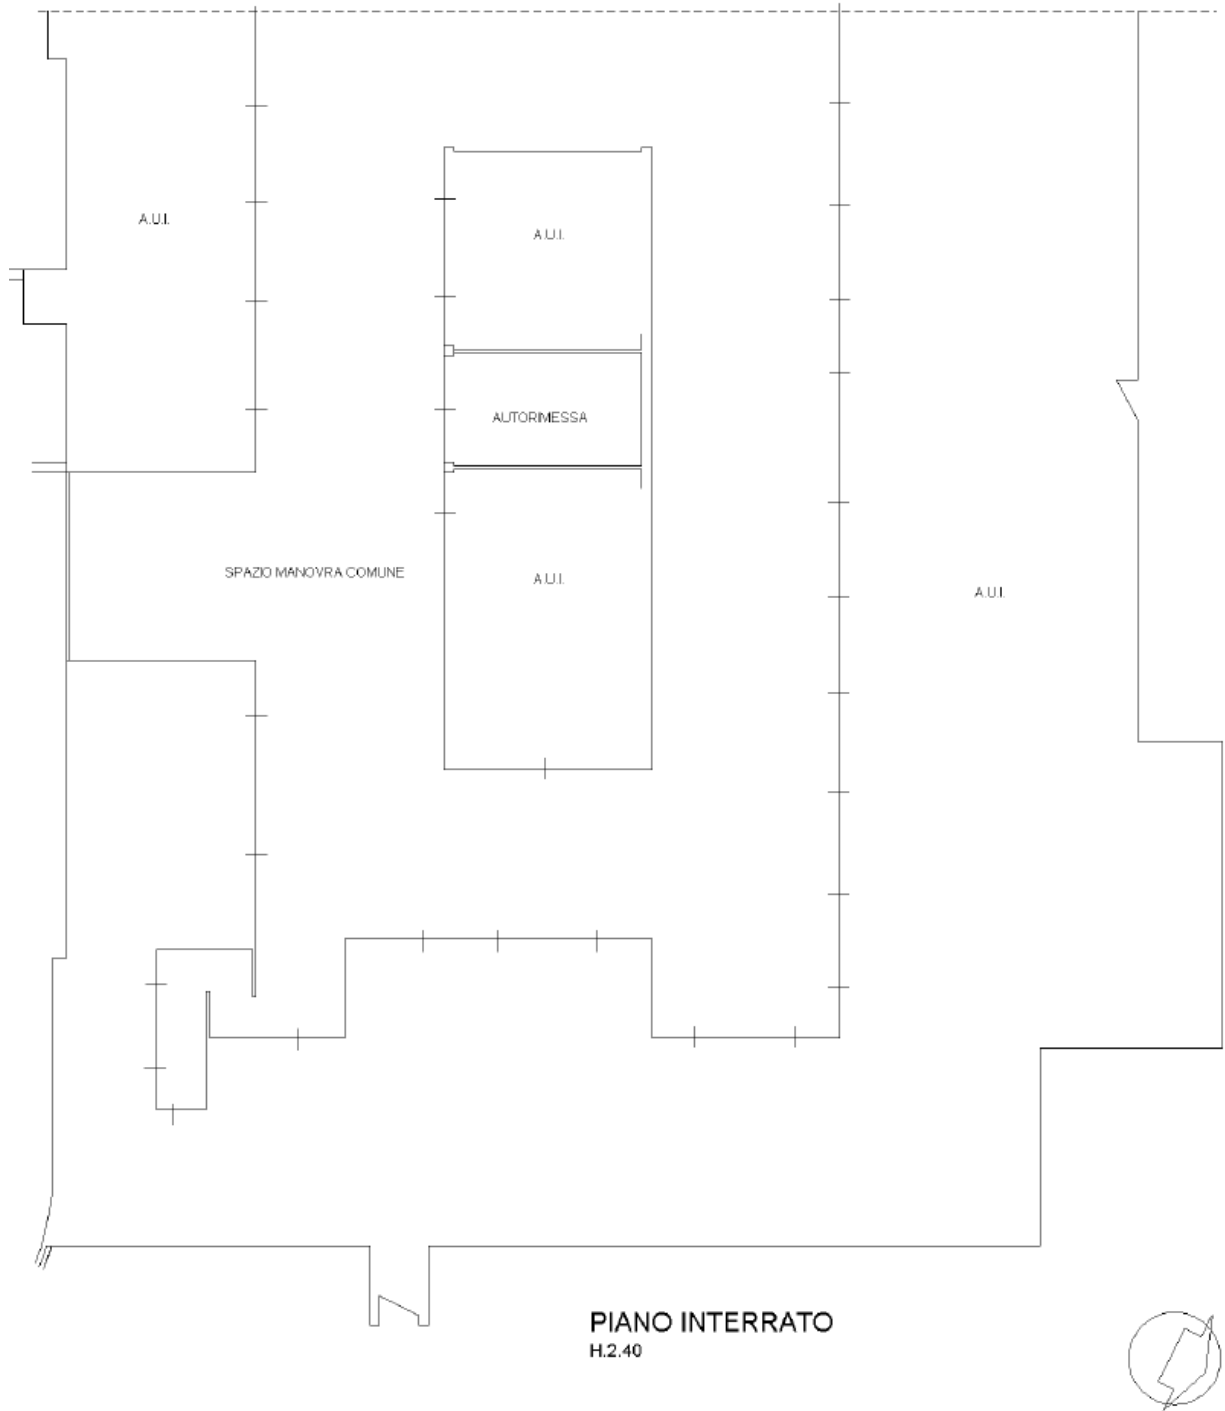 A.U.I.
A.U.I.
AUTORIMESSA
SPAZIO MANOVRA COMUNE
A.U.I.
A.U.I.
PIANO INTERRATO
H.2.40